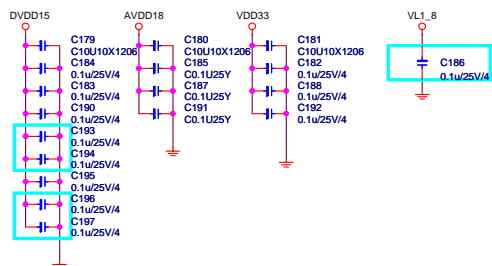 DVDD15
C179
C10U10X1206
C184
0.1u/25V/4
C183
0.1u/25V/4
C190
0.1u/25V/4
C193
0.1u/25V/4
C194
0.1u/25V/4
C195
0.1u/25V/4
C196
0.1u/25V/4
C197
0.1u/25V/4
AVDD18
C180
C10U10X1206
C185
C0.1U25Y
C187
C0.1U25Y
C191
C0.1U25Y
VDD33
C181
C10U10X1206
C182
0.1u/25V/4
C188
0.1u/25V/4
C192
0.1u/25V/4
VL1_8
C186
0.1u/25V/4